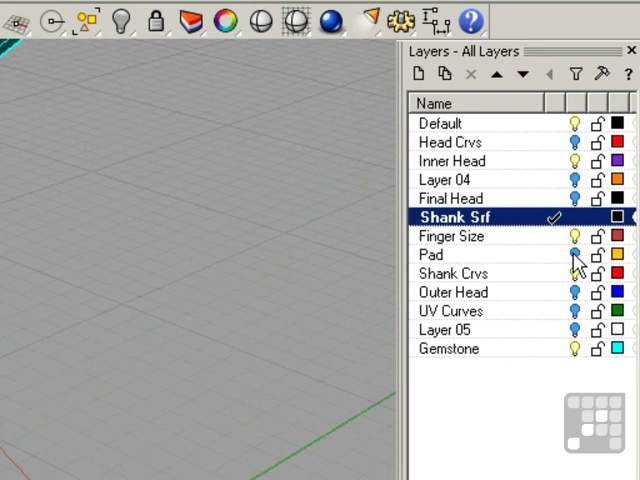 Layers - All Layers
?
Name
Default
Head Crvs
Inner Head
Layer 04
Final Head
Shank Srf
Finger Size
Pad
Shank Crvs
Outer Head
UV Curves
Layer 05
Gemstone